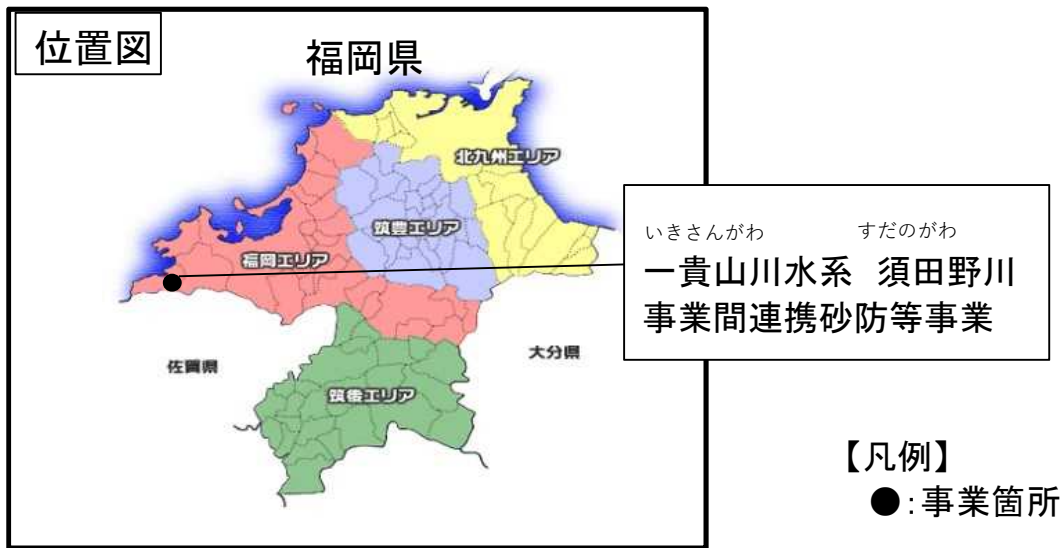 位置図
福岡県
北九州エリア
筑豊エリア
福岡エリア
いきさんがわ すだのがわ
一貴山川水系 須田野川
事業間連携砂防等事業
大分県
佐賀県
筑後エリア
【凡例】
●:事業箇所